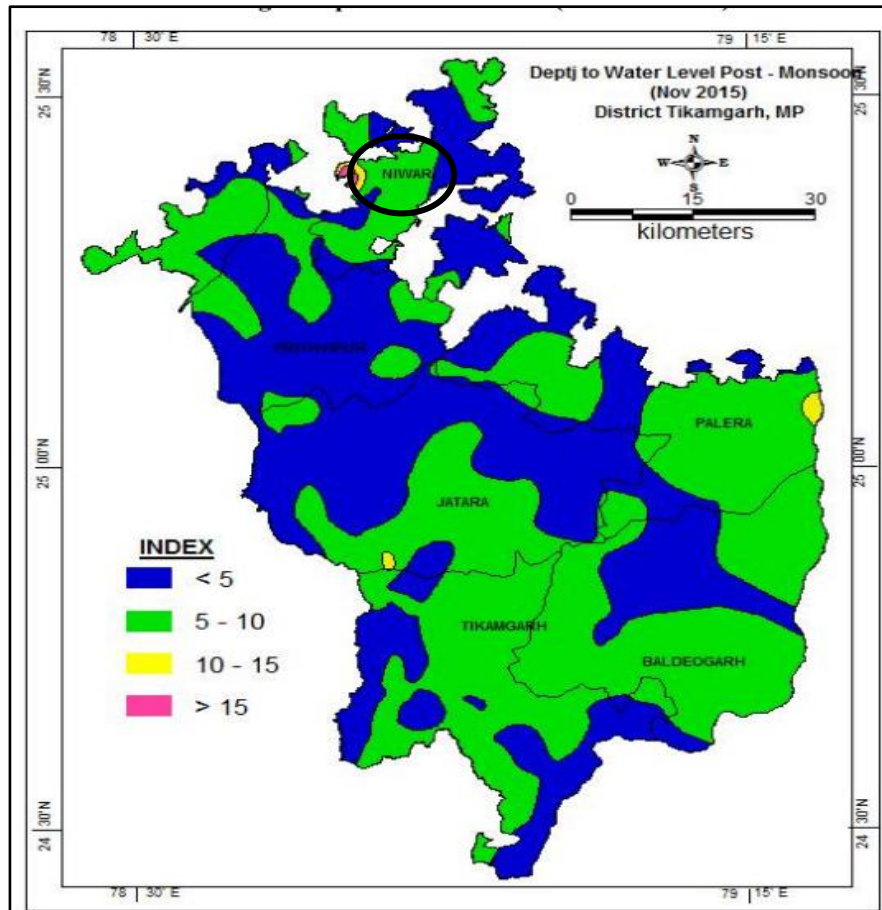 78 30' E
79 15' E
25 30'N
25 30'N
Deptj to Water Level Post - Monsoon
(Nov 2015)
District Tikamgarh, MP
N
W E
S
0 15 30
kilometers
NIWAR
PALERA
25 00'N
25 00'N
JATARA
INDEX
< 5
5 - 10
10 - 15
> 15
TIKAMGARH
BALDEOGARH
24 30'N
24 30'N
78 30' E
79 15' E